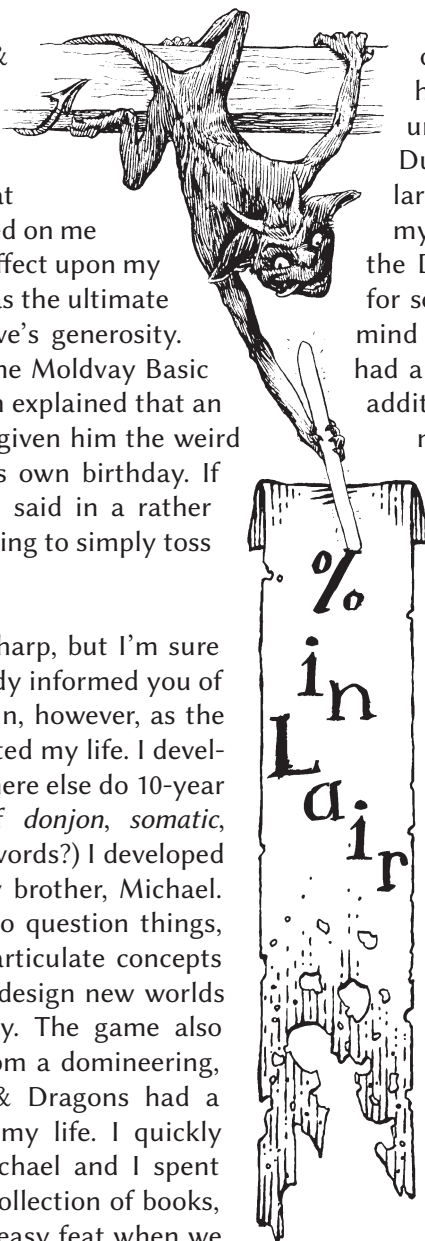 &
at
ed on me
ffect upon my
as the ultimate
ve's generosity.
he Moldvay Basic
n explained that an
given him the weird
s own birthday. If
said in a rather
ing to simply toss
harp, but I'm sure
dy informed you of
n, however, as the
ted my life. I devel-
here else do 10-year
f donjon, somatic,
words?) I developed
y brother, Michael.
o question things,
articulate concepts
design new worlds
y. The game also
om a domineering,
& Dragons had a
my life. I quickly
chael and I spent
ollection of books,
easy feat when we
%
in
Lair
h
un
Du
lar
my
the D
for se
mind
had a
addit